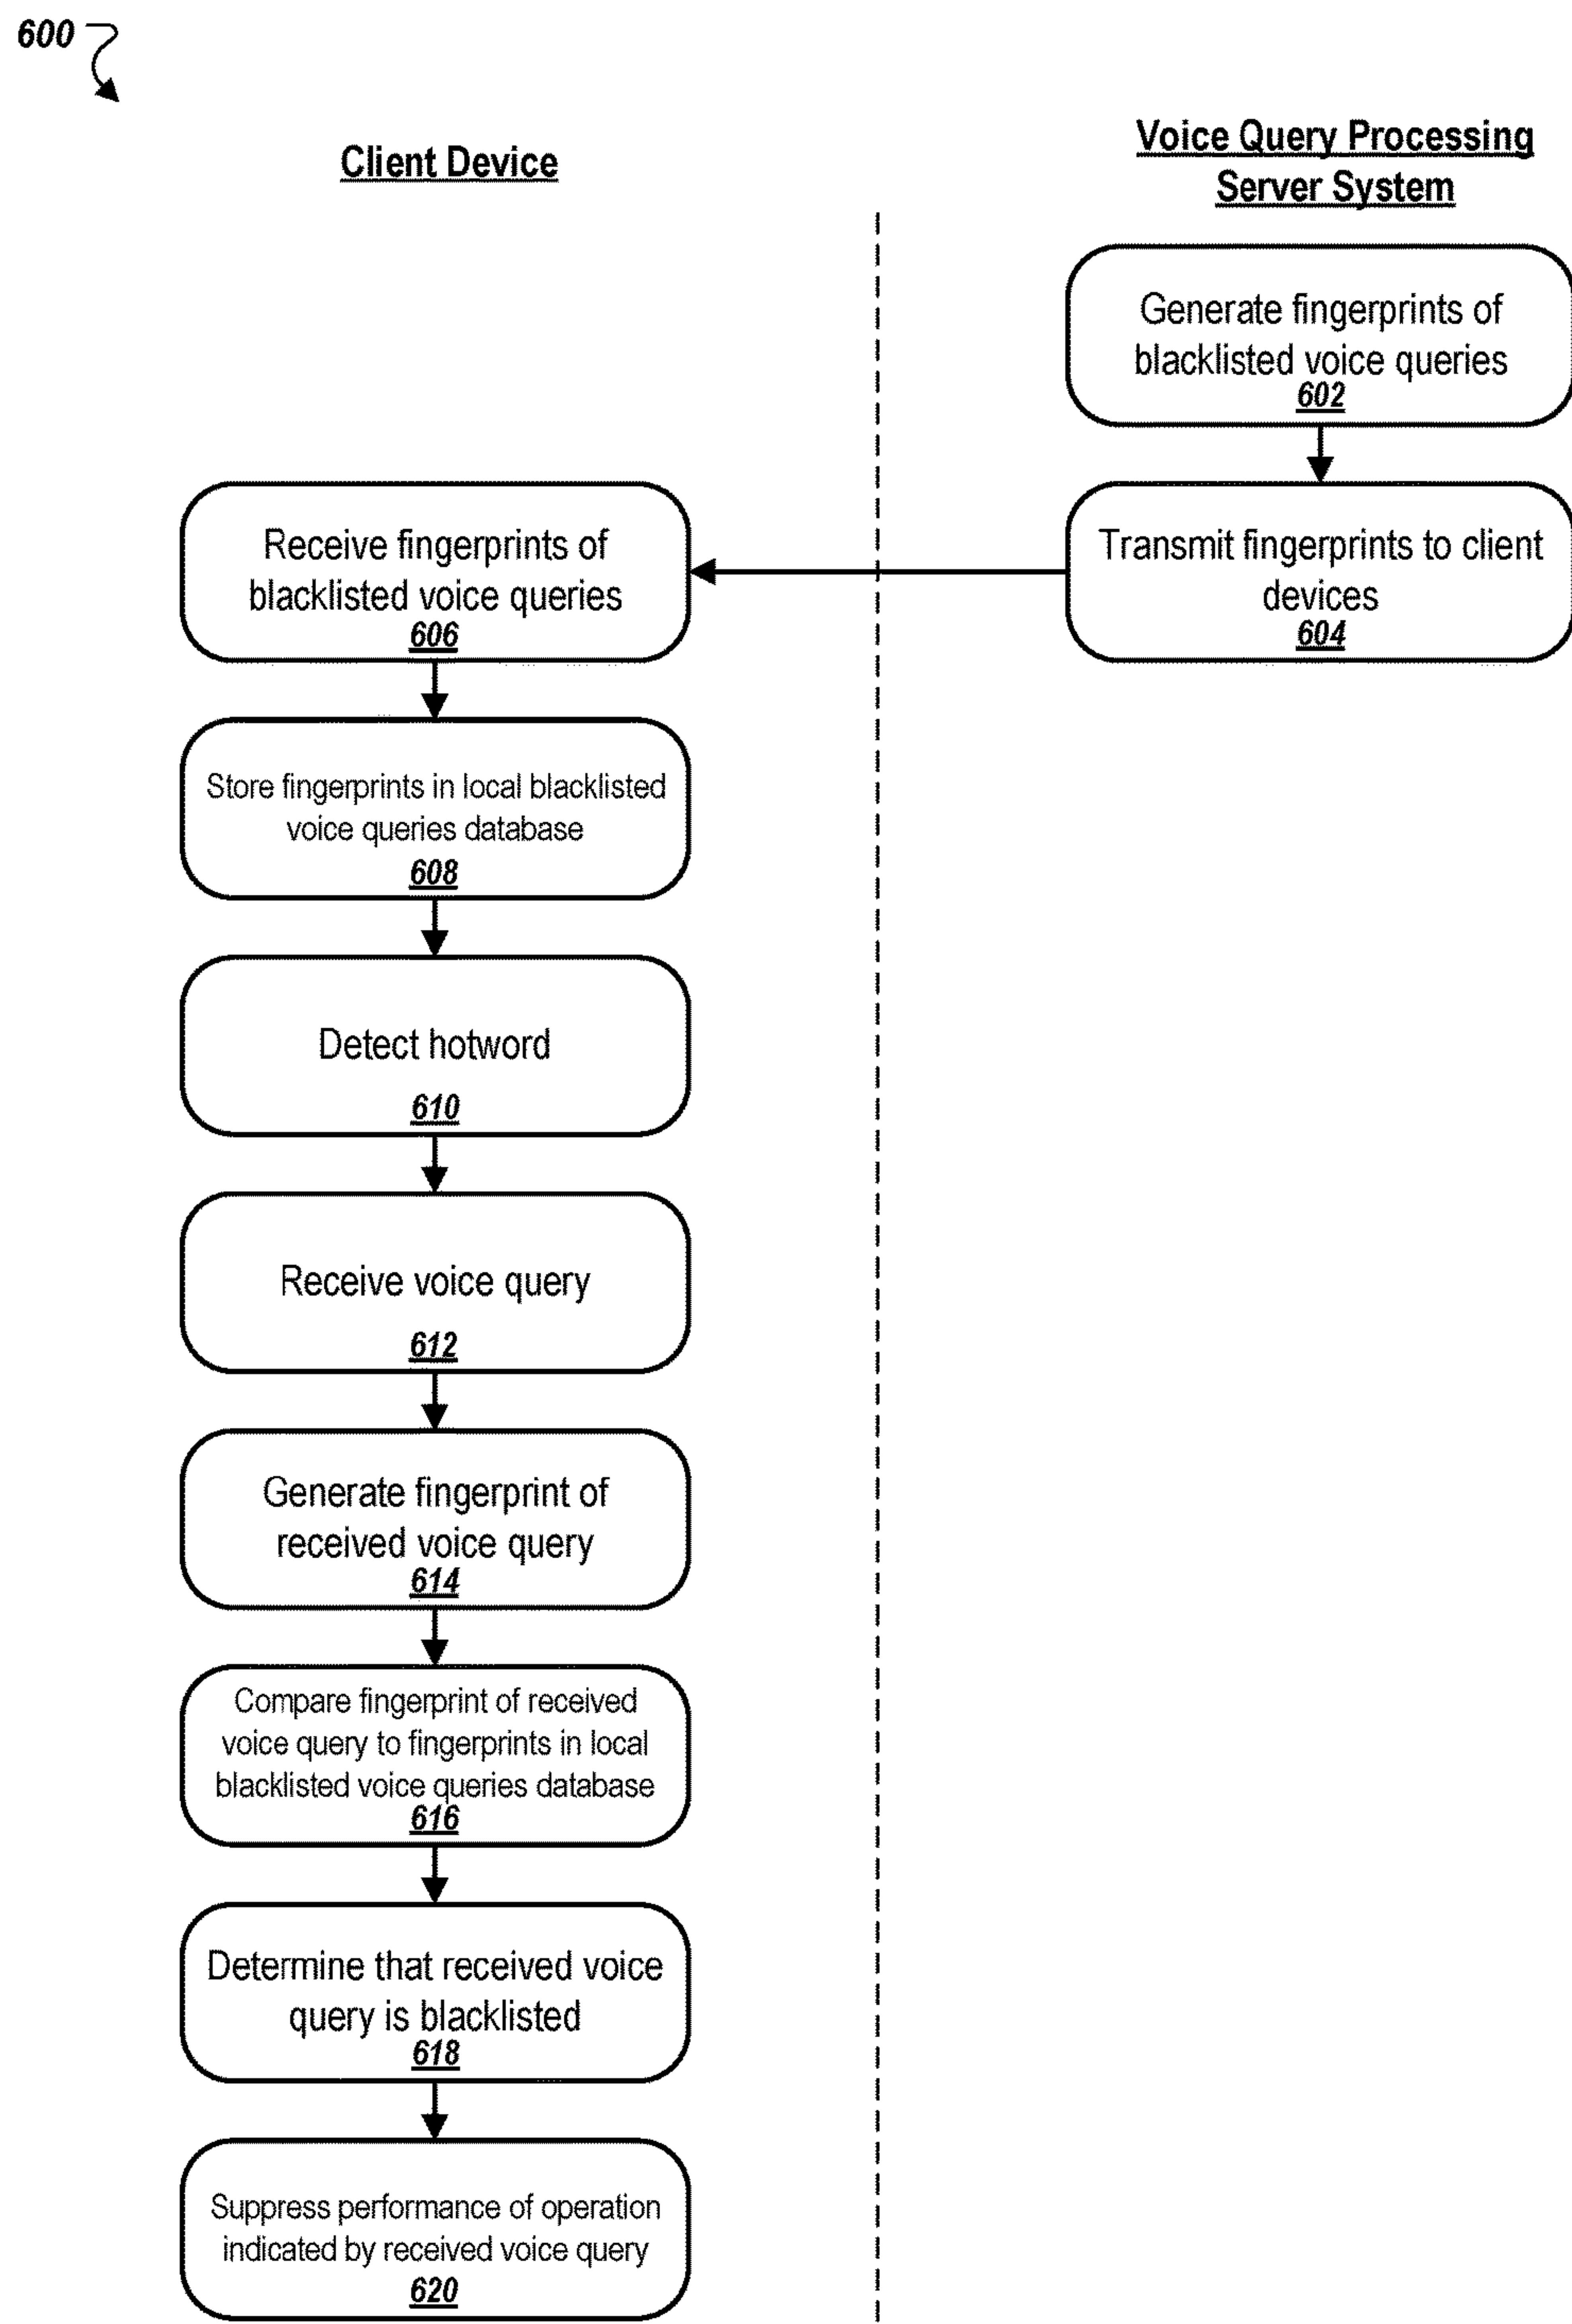 600
Client Device
Voice Query Processing
Server System
Generate fingerprints of
blacklisted voice queries
602
Transmit fingerprints to client
devices
604
Receive fingerprints of
blacklisted voice queries
606
Store fingerprints in local blacklisted
voice queries database
608
Detect hotword
610
Receive voice query
612
Generate fingerprint of
received voice query
614
Compare fingerprint of received
voice query to fingerprints in local
blacklisted voice queries database
616
Determine that received voice
query is blacklisted
618
Suppress performance of operation
indicated by received voice query
620